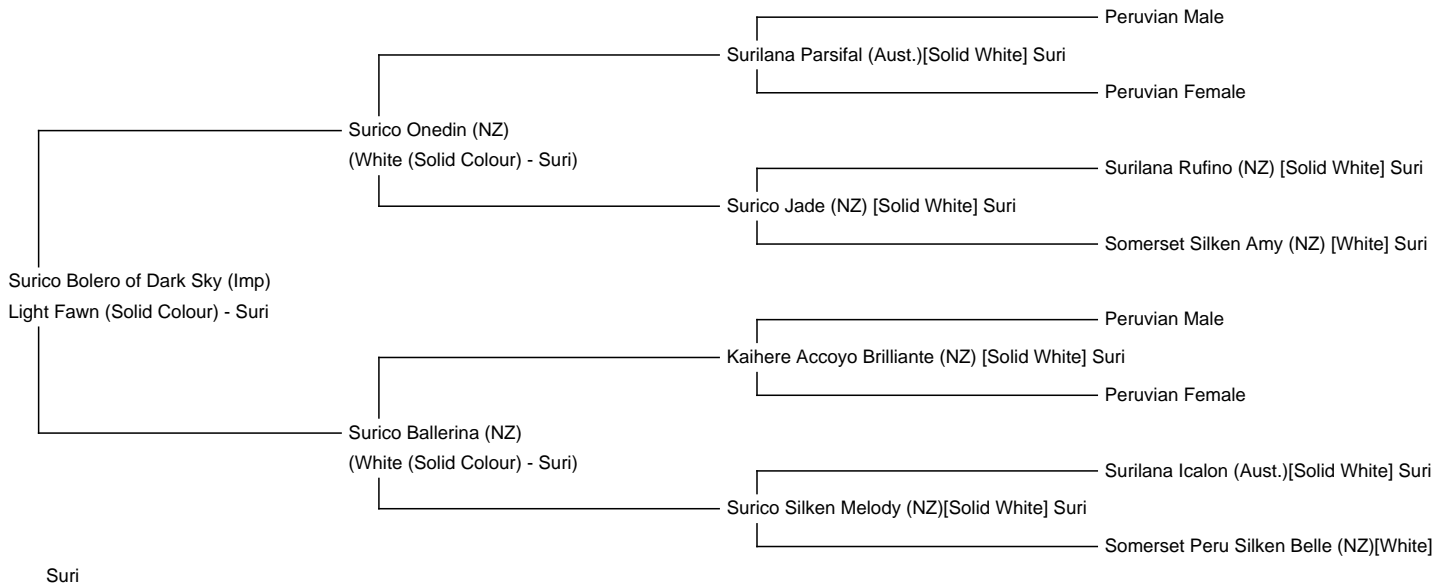 Peruvian Male
Surilana Parsifal (Aust.)[Solid White] Suri
Peruvian Female
Surico Onedin (NZ)
(White (Solid Colour) - Suri)
Surilana Rufino (NZ) [Solid White] Suri
Surico Jade (NZ) [Solid White] Suri
Somerset Silken Amy (NZ) [White] Suri
Surico Bolero of Dark Sky (Imp)
Light Fawn (Solid Colour) - Suri
Peruvian Male
Kaihere Accoyo Brilliante (NZ) [Solid White] Suri
Peruvian Female
Surico Ballerina (NZ)
(White (Solid Colour) - Suri)
Surilana Icalon (Aust.)[Solid White] Suri
Surico Silken Melody (NZ)[Solid White] Suri
Somerset Peru Silken Belle (NZ)[White]
Suri